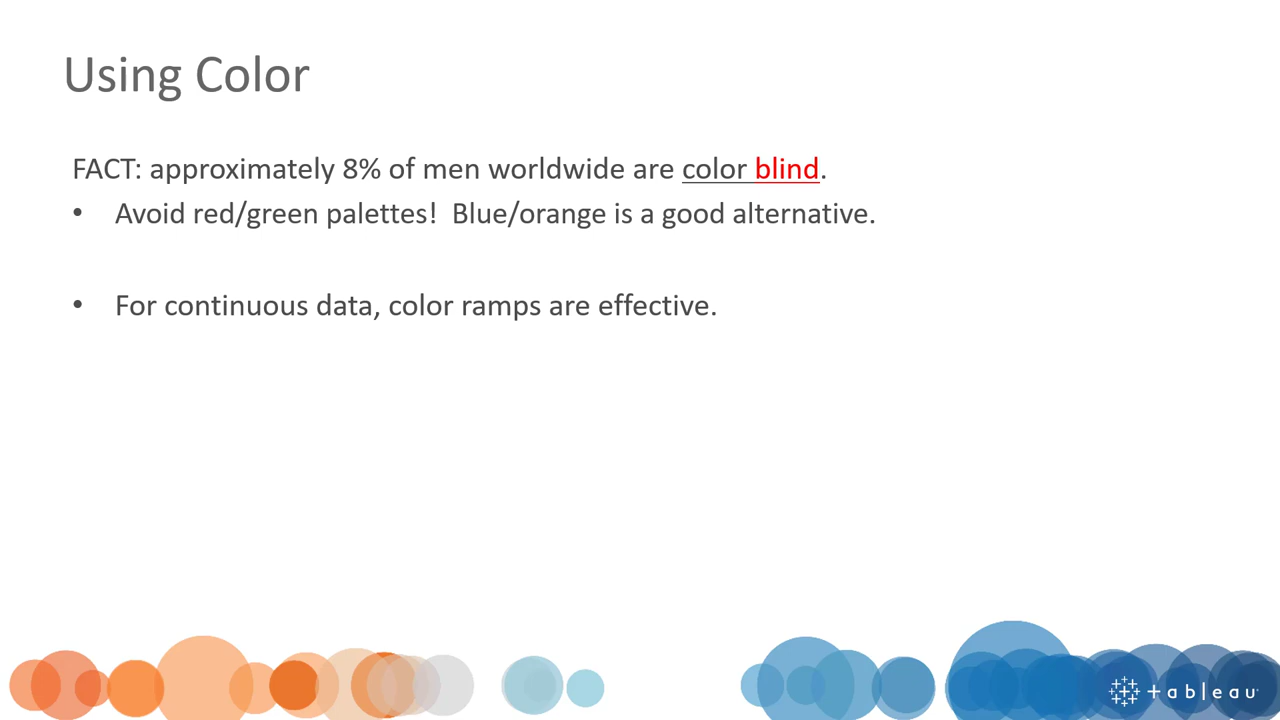 Using Color
FACT: approximately 8% of men worldwide are color blind.
• Avoid red/green palettes!  Blue/orange is a good alternative.
• For continuous data, color ramps are effective.
+ableau